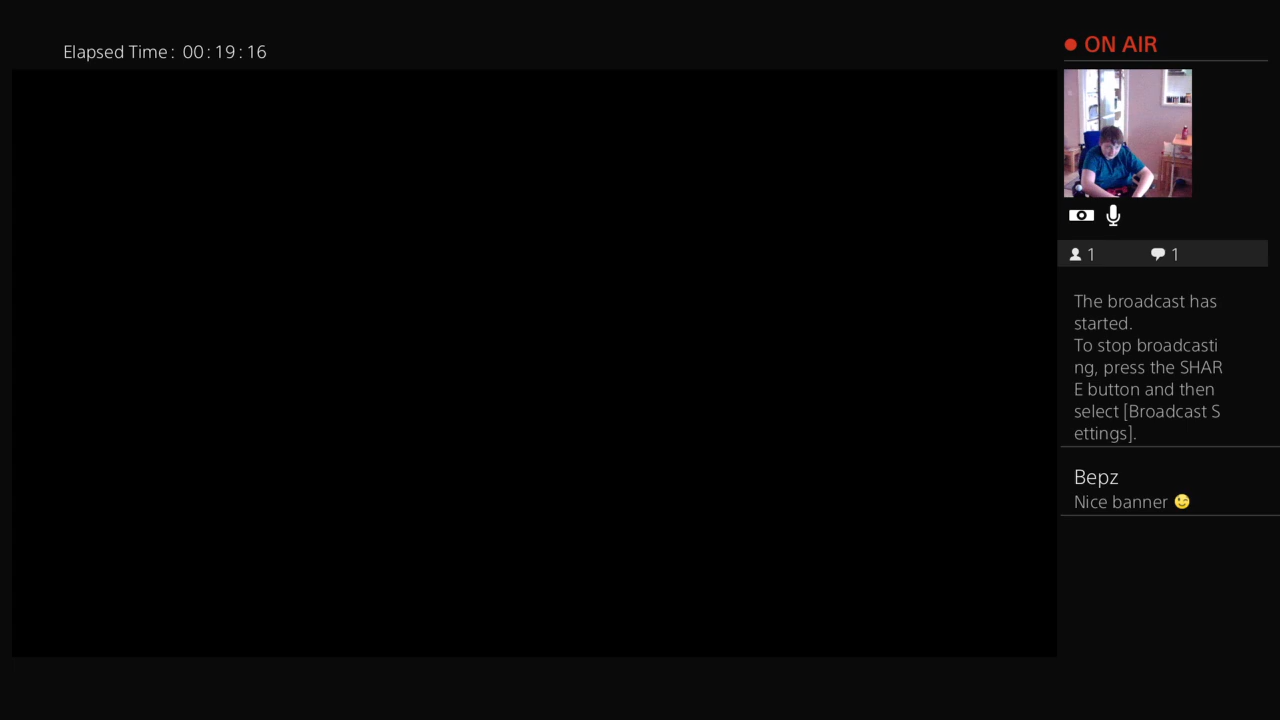 Elapsed Time: 00:19:16
ON AIR
1 1
The broadcast has
started.
To stop broadcasti
ng, press the SHAR
E button and then
select [Broadcast S
ettings].
Bepz
Nice banner 😉